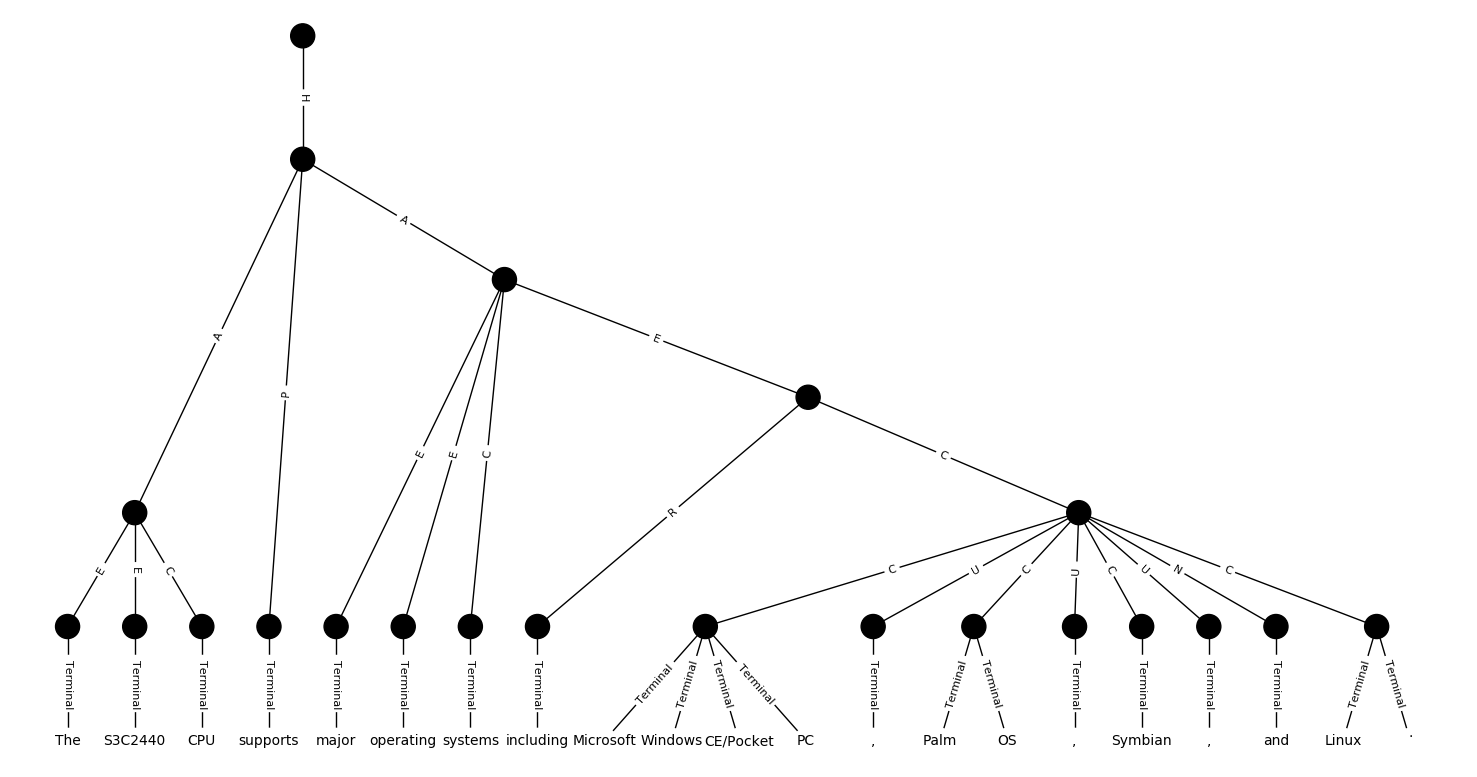 H
A
A
P
E
E
E
C
C
R
E
E
C
C
U
C
U
C
U
N
C
Terminal Terminal Terminal Terminal Terminal Terminal Terminal Terminal Terminal Terminal Terminal Terminal Terminal Terminal Terminal Terminal Terminal Terminal Terminal Terminal Terminal
The S3C2440 CPU supports major operating systems including Microsoft Windows CE/Pocket PC , Palm OS , Symbian , and Linux .